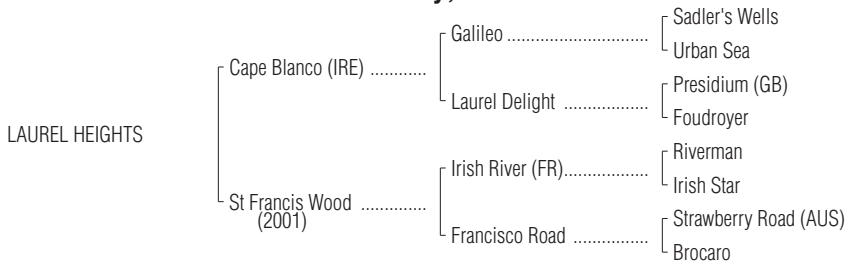 Galileo ............................. Sadler's Wells
Urban Sea
Cape Blanco (IRE) ............
Laurel Delight ................. Presidium (GB)
Foudroyer
LAUREL HEIGHTS
Irish River (FR)................. Riverman
Irish Star
St Francis Wood ..............
(2001)
Francisco Road ............... Strawberry Road (AUS)
Brocaro